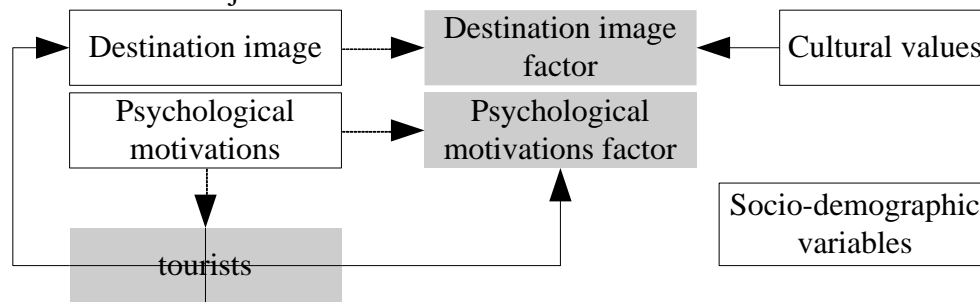 Destination image
Destination image
factor
Cultural values
Psychological
motivations
Psychological
motivations factor
Socio-demographic
variables
tourists